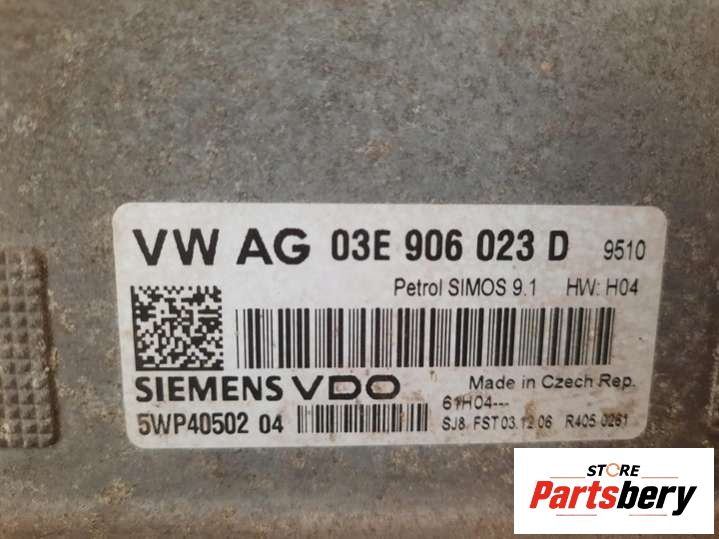 VW AG 03E 906 023 D 9510
Petrol SIMOS 9.1 HW: H04
SIEMENS VDO Made in Czech Rep.
61H04---
5WP40502 04 SJ8 FST 03.12.06 R405 0261
STORE
Partsbery